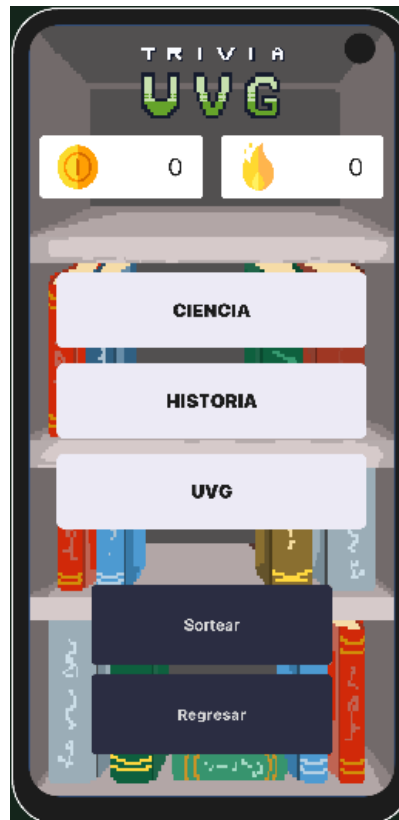 TRIVIA
UVG
0
0
CIENCIA
HISTORIA
UVG
Sortear
Regresar